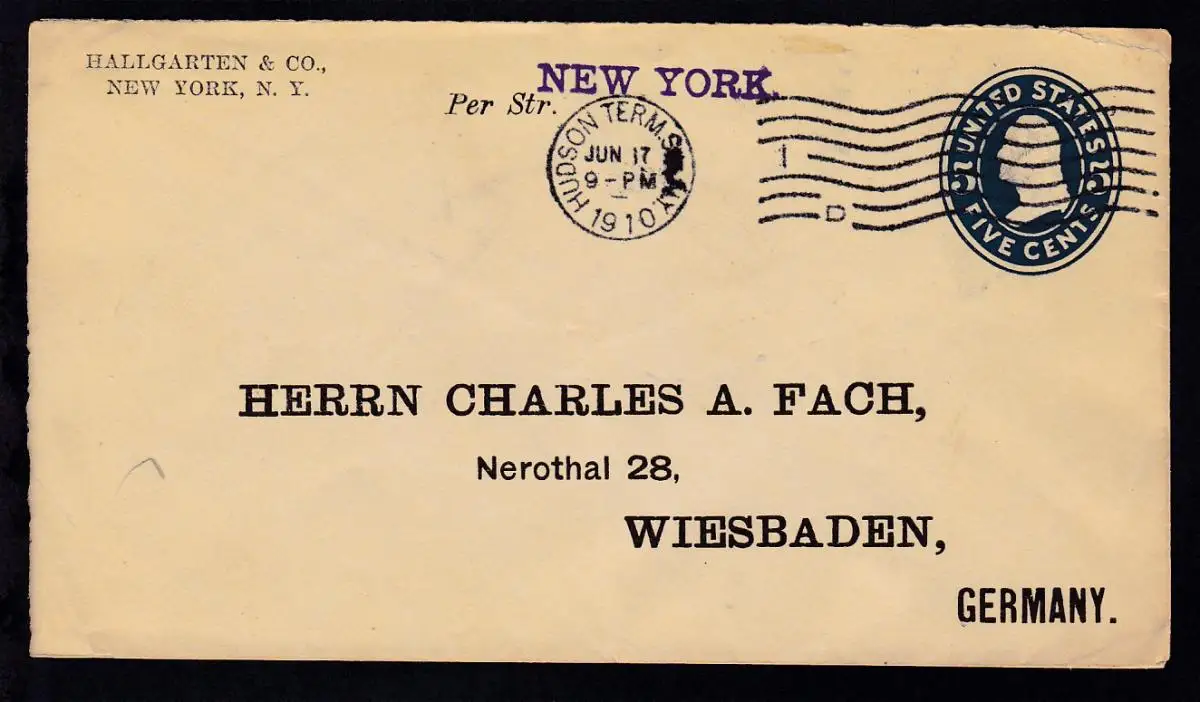 HALLGARTEN & CO.,
NEW YORK, N. Y.
Per Str. NEW YORK.
HUDSON TERM. N.Y.
JUN 17
9-PM
1910
1
D
UNITED STATES
5 5
FIVE CENTS
HERRN CHARLES A. FACH,
Nerothal 28,
WIESBADEN,
GERMANY.